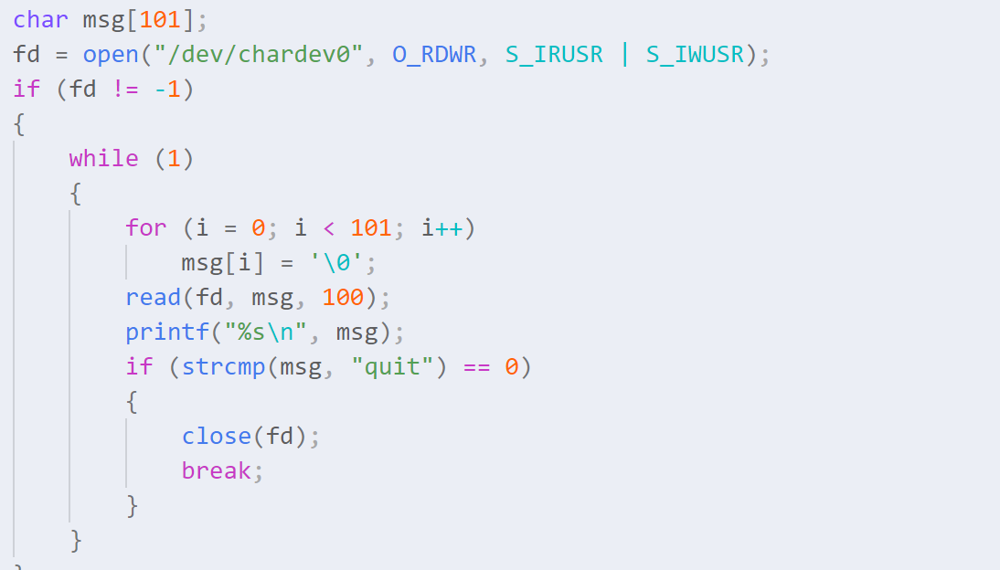 char msg[101];
fd = open("/dev/chardev0", O_RDWR, S_IRUSR | S_IWUSR);
if (fd != -1)
{
    while (1)
    {
        for (i = 0; i < 101; i++)
            msg[i] = '\0';
        read(fd, msg, 100);
        printf("%s\n", msg);
        if (strcmp(msg, "quit") == 0)
        {
            close(fd);
            break;
        }
    }
}